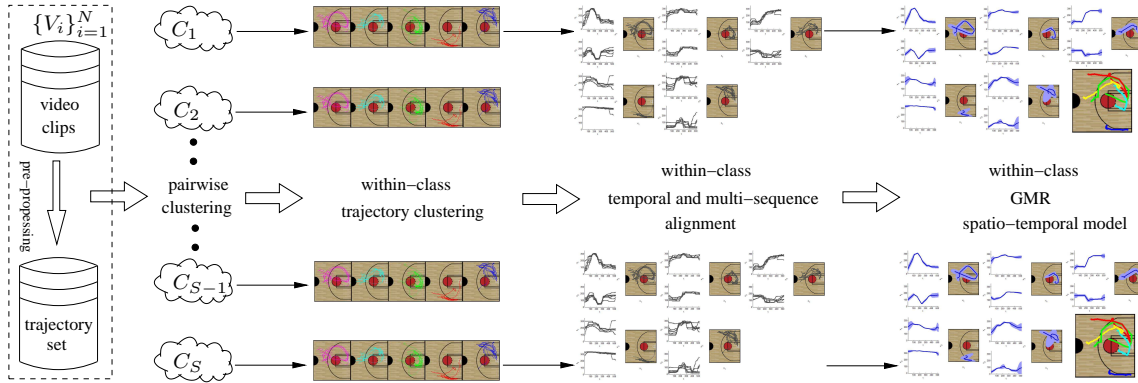 {V_i}_{i=1}^N
video
clips
pre-propessing
trajectory
set
C_1
C_2
pairwise
clustering
C_{S-1}
C_S
within-class
trajectory clustering
within-class
temporal and multi-sequence
alignment
within-class
GMR
spatio-temporal model